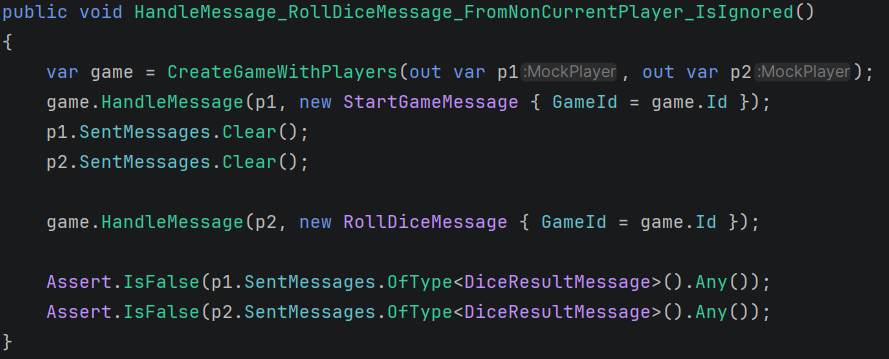 public void HandleMessage_RollDiceMessage_FromNonCurrentPlayer_IsIgnored()
{
    var game = CreateGameWithPlayers(out var p1 :MockPlayer , out var p2 :MockPlayer );
    game.HandleMessage(p1, new StartGameMessage { GameId = game.Id });
    p1.SentMessages.Clear();
    p2.SentMessages.Clear();

    game.HandleMessage(p2, new RollDiceMessage { GameId = game.Id });

    Assert.IsFalse(p1.SentMessages.OfType<DiceResultMessage>().Any());
    Assert.IsFalse(p2.SentMessages.OfType<DiceResultMessage>().Any());
}